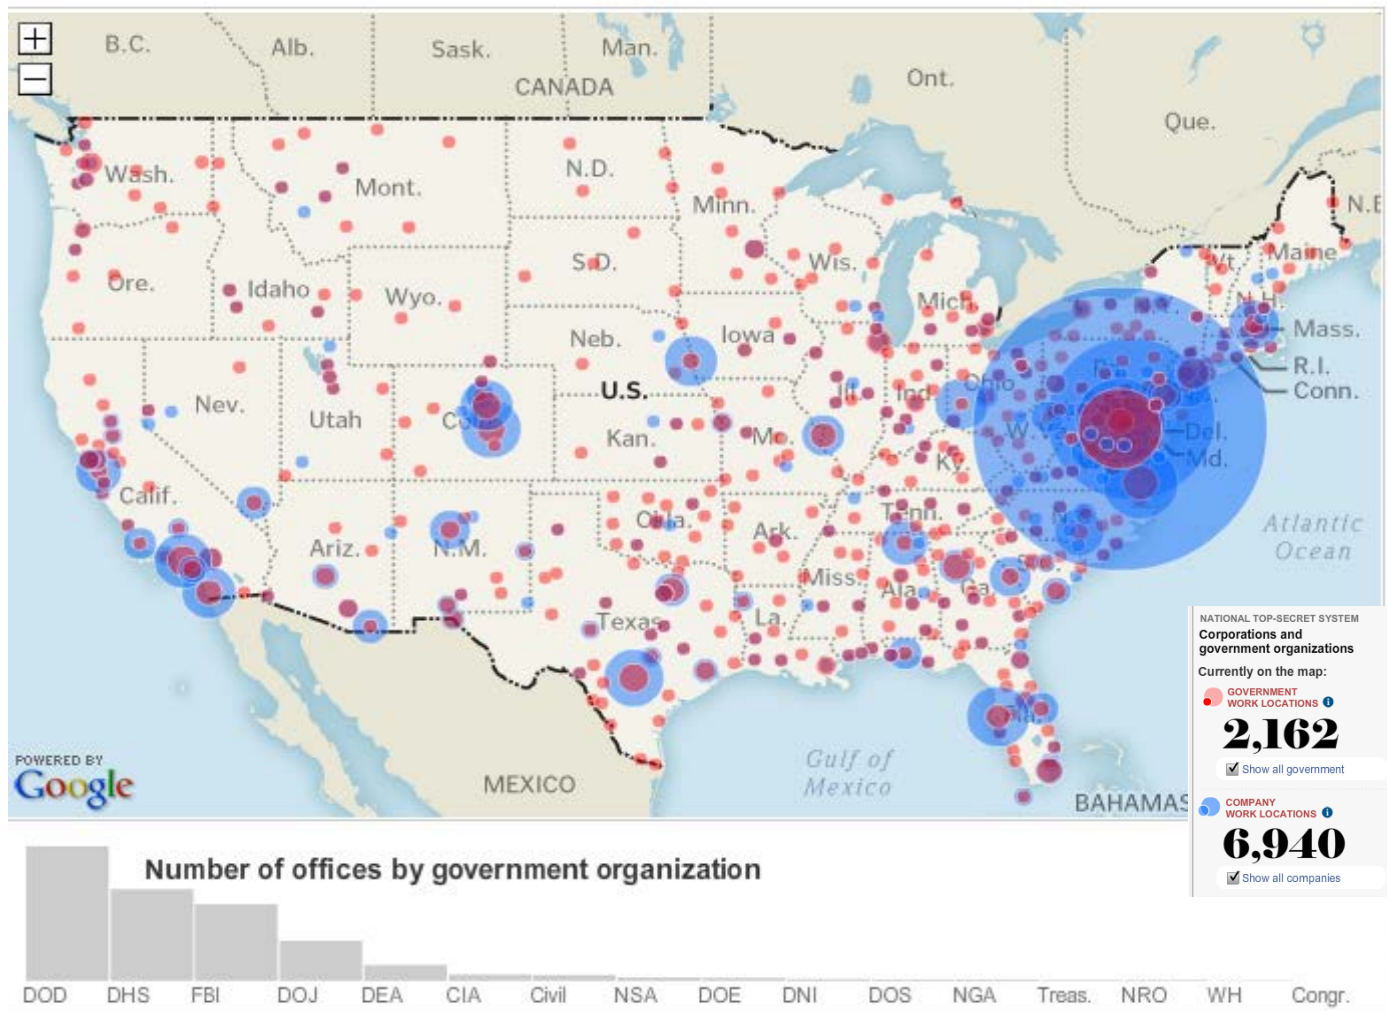 +
−
B.C.
Alb.
Sask.
Man.
CANADA
Ont.
Que.
Wash.
Mont.
N.D.
Minn.
Ore.
Idaho
Wyo.
S.D.
Wis.
Mich.
Vt.
Maine
N.H.
Mass.
R.I.
Conn.
Neb.
Iowa
U.S.
Nev.
Utah
Kan.
Mo.
Ill.
Ind.
Ohio
Ky.
Del.
Md.
Calif.
Ariz.
N.M.
Okla.
Ark.
Tenn.
Miss.
Ala.
Ga.
Texas
La.
Fla.
Atlantic
Ocean
Gulf of
Mexico
MEXICO
BAHAMAS
POWERED BY
Google
NATIONAL TOP-SECRET SYSTEM
Corporations and
government organizations
Currently on the map:
GOVERNMENT
WORK LOCATIONS i
2,162
Show all government
COMPANY
WORK LOCATIONS i
6,940
Show all companies
Number of offices by government organization
DOD DHS FBI DOJ DEA CIA Civil NSA DOE DNI DOS NGA Treas. NRO WH Congr.